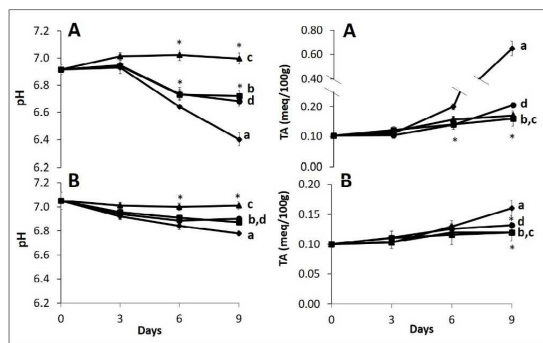 A
7.2
7.0
6.8
6.6
6.4
6.2
pH
* *
c
*
*
b
d
a
A
0.80
0.60
0.40
0.20
0.10
0.00
TA (meq/100g)
a
d
b,c
* *
B
7.2
7.0
6.8
6.6
6.4
6.2
pH
* *
c
b,d
a
0 3 6 9
Days
B
0.20
0.15
0.10
0.05
0.00
TA (meq/100g)
a
*
d
b,c
*
0 3 6 9
Days